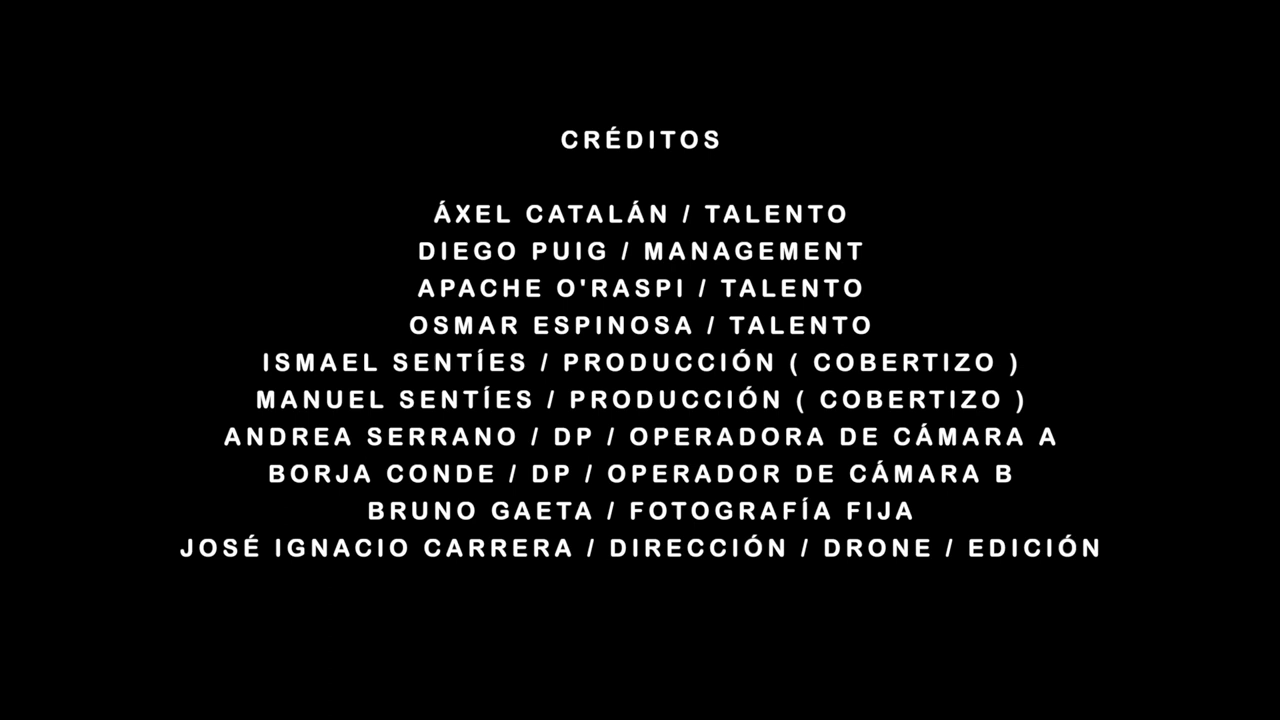 CRÉDITOS
ÁXEL CATALÁN / TALENTO
DIEGO PUIG / MANAGEMENT
APACHE O'RASPI / TALENTO
OSMAR ESPINOSA / TALENTO
ISMAEL SENTÍES / PRODUCCIÓN ( COBERTIZO )
MANUEL SENTÍES / PRODUCCIÓN ( COBERTIZO )
ANDREA SERRANO / DP / OPERADORA DE CÁMARA A
BORJA CONDE / DP / OPERADOR DE CÁMARA B
BRUNO GAETA / FOTOGRAFÍA FIJA
JOSÉ IGNACIO CARRERA / DIRECCIÓN / DRONE / EDICIÓN